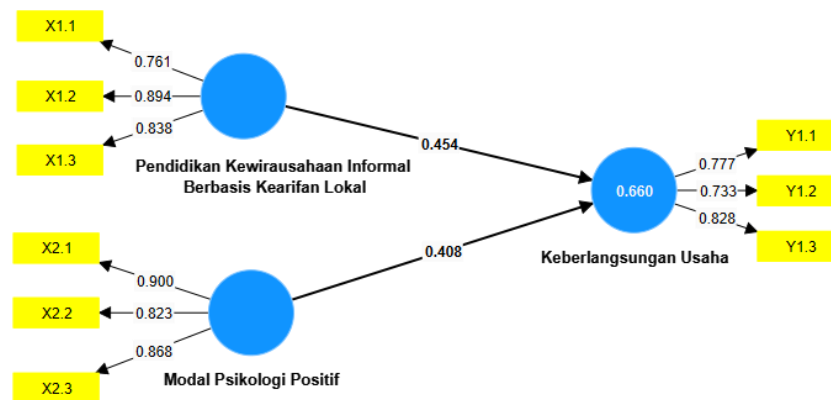 X1.1
0.761
X1.2
0.894
X1.3
0.838
Pendidikan Kewirausahaan Informal
Berbasis Kearifan Lokal
0.454
X2.1
0.900
X2.2
0.823
X2.3
0.868
Modal Psikologi Positif
0.408
0.660
Keberlangsungan Usaha
Y1.1
0.777
Y1.2
0.733
Y1.3
0.828